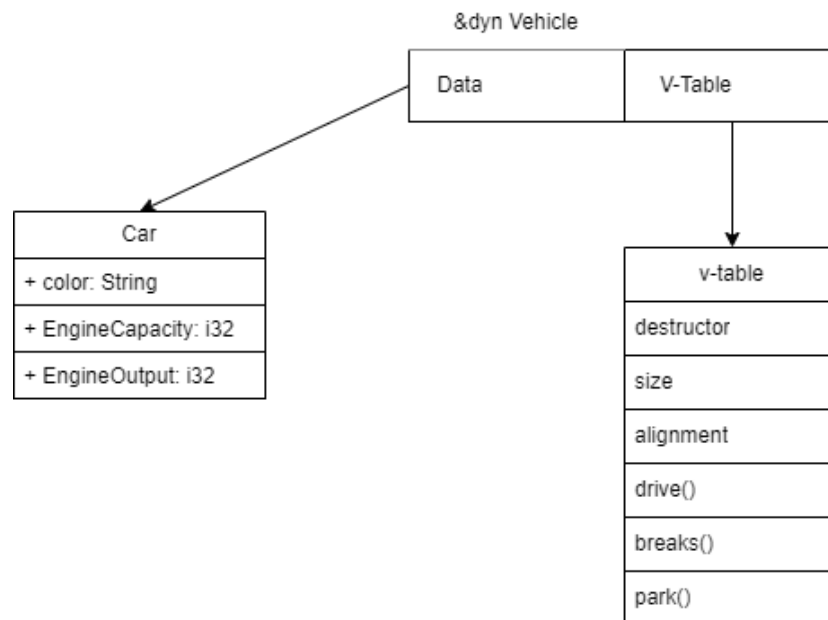 &dyn Vehicle
Data
V-Table
Car
+ color: String
+ EngineCapacity: i32
+ EngineOutput: i32
v-table
destructor
size
alignment
drive()
breaks()
park()